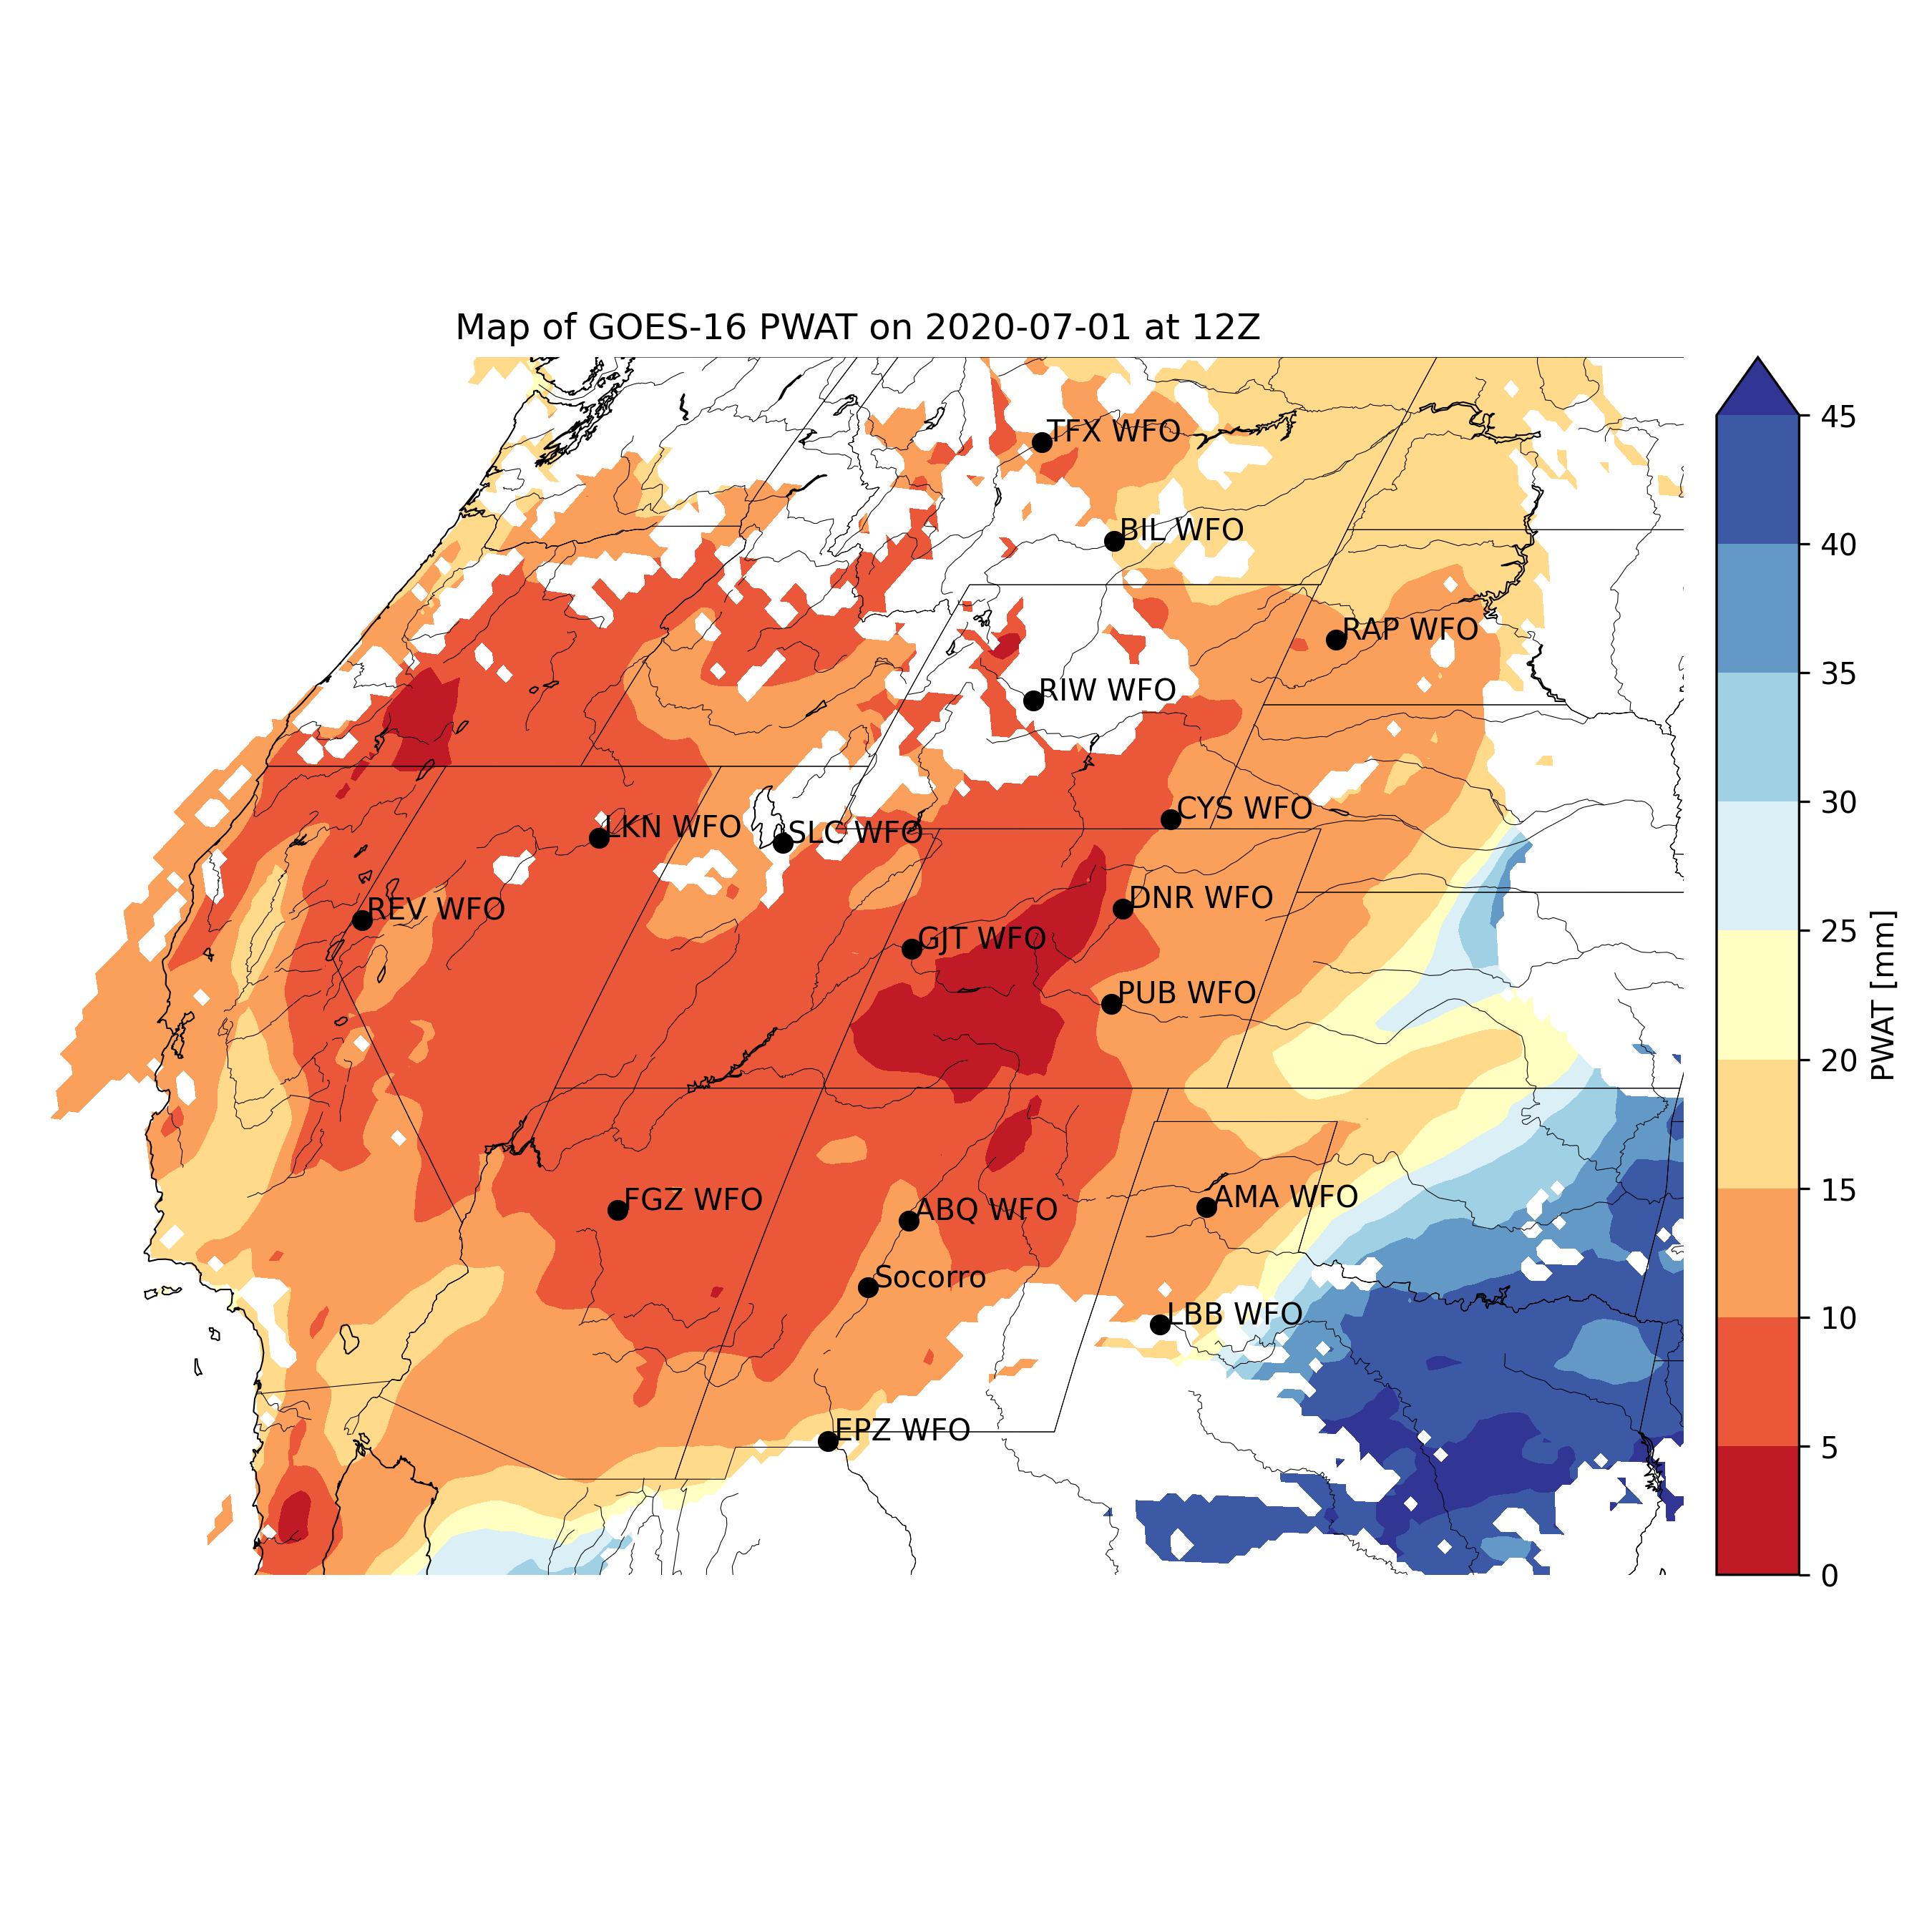 Map of GOES-16 PWAT on 2020-07-01 at 12Z
TFX WFO
BIL WFO
RAP WFO
RIW WFO
CYS WFO
LKN WFO
SLC WFO
DNR WFO
REV WFO
GJT WFO
PUB WFO
FGZ WFO
AMA WFO
ABQ WFO
Socorro
LBB WFO
EPZ WFO
45
40
35
30
25
20
15
10
5
0
PWAT [mm]